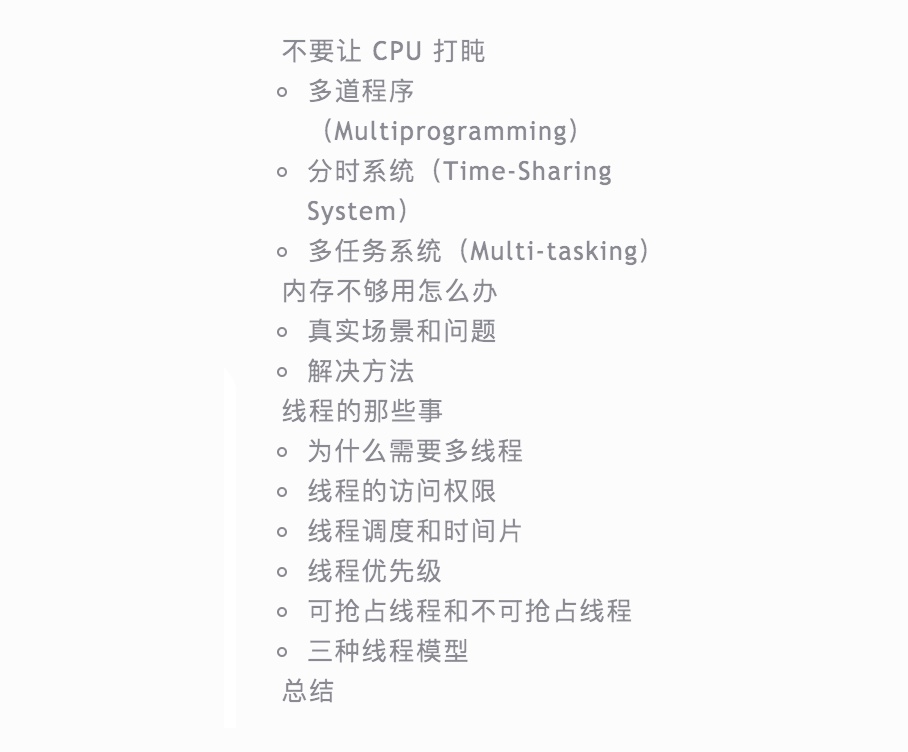 不要让 CPU 打盹
多道程序
（Multiprogramming）
分时系统（Time-Sharing
System）
多任务系统（Multi-tasking）
内存不够用怎么办
真实场景和问题
解决方法
线程的那些事
为什么需要多线程
线程的访问权限
线程调度和时间片
线程优先级
可抢占线程和不可抢占线程
三种线程模型
总结